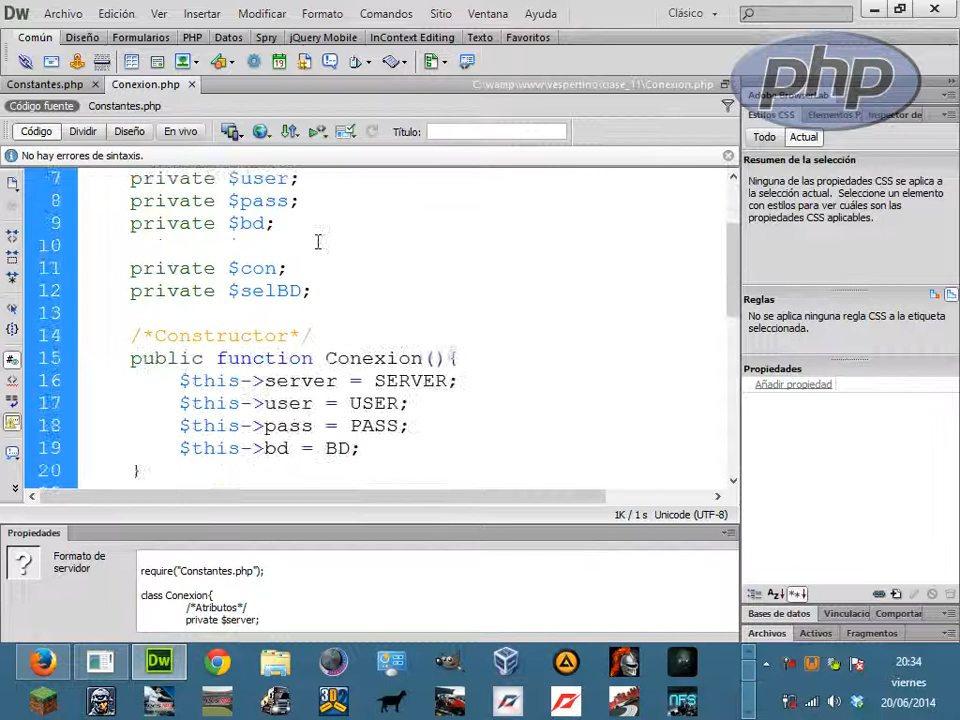 Dw Archivo Edición Ver Insertar Modificar Formato Comandos Sitio Ventana Ayuda Clásico
Común Diseño Formularios PHP Datos Spry jQuery Mobile InContext Editing Texto Favoritos
php
Constantes.php Conexion.php C:\wamp\www\vespertino\clase_11\Conexion.php
Adobe BrowserLab
Código fuente Constantes.php
Estilos CSS Elementos P Inspector de
Código Dividir Diseño En vivo Título:
Todo Actual
No hay errores de sintaxis.
Resumen de la selección
Ninguna de las propiedades CSS se aplica a la selección actual. Seleccione un elemento con estilos para ver cuáles son las propiedades CSS aplicables.
7 private $user;
8 private $pass;
9 private $bd;
10
11 private $con;
12 private $selBD;
13
14 /*Constructor*/
15 public function Conexion(){
16 $this->server = SERVER;
17 $this->user = USER;
18 $this->pass = PASS;
19 $this->bd = BD;
20 }
Reglas
No se aplica ninguna regla CSS a la etiqueta seleccionada.
Propiedades
Añadir propiedad
1K / 1 s Unicode (UTF-8)
Propiedades
Formato de servidor
require("Constantes.php");
class Conexion{
/*Atributos*/
private $server;
Bases de datos Vinculacio Comportar
Archivos Activos Fragmentos
Dw
20:34
viernes
20/06/2014